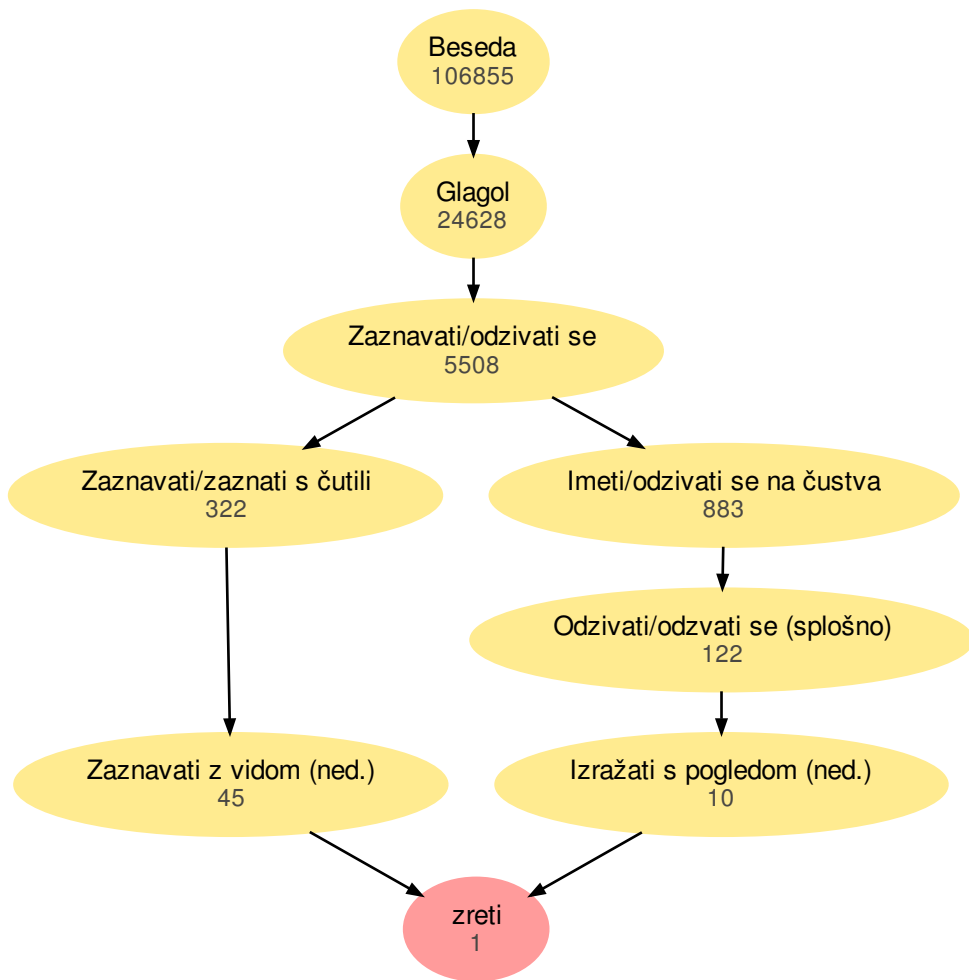 Beseda
106855
Glagol
24628
Zaznavati/odzivati se
5508
Zaznavati/zaznati s čutili
322
Imeti/odzivati se na čustva
883
Odzivati/odzvati se (splošno)
122
Zaznavati z vidom (ned.)
45
Izražati s pogledom (ned.)
10
zreti
1